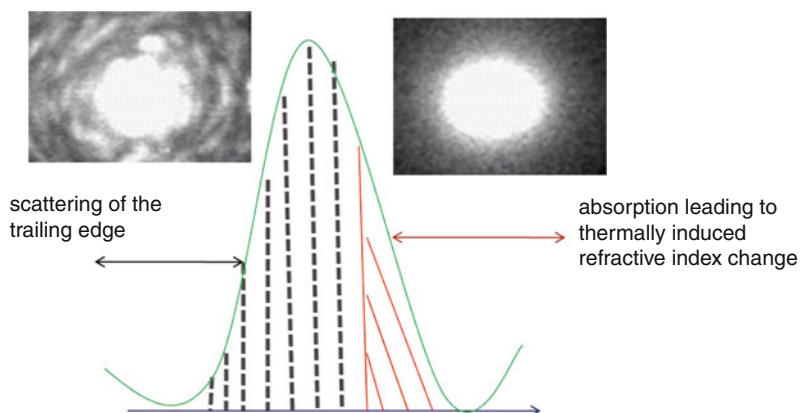 scattering of the
trailing edge
absorption leading to
thermally induced
refractive index change